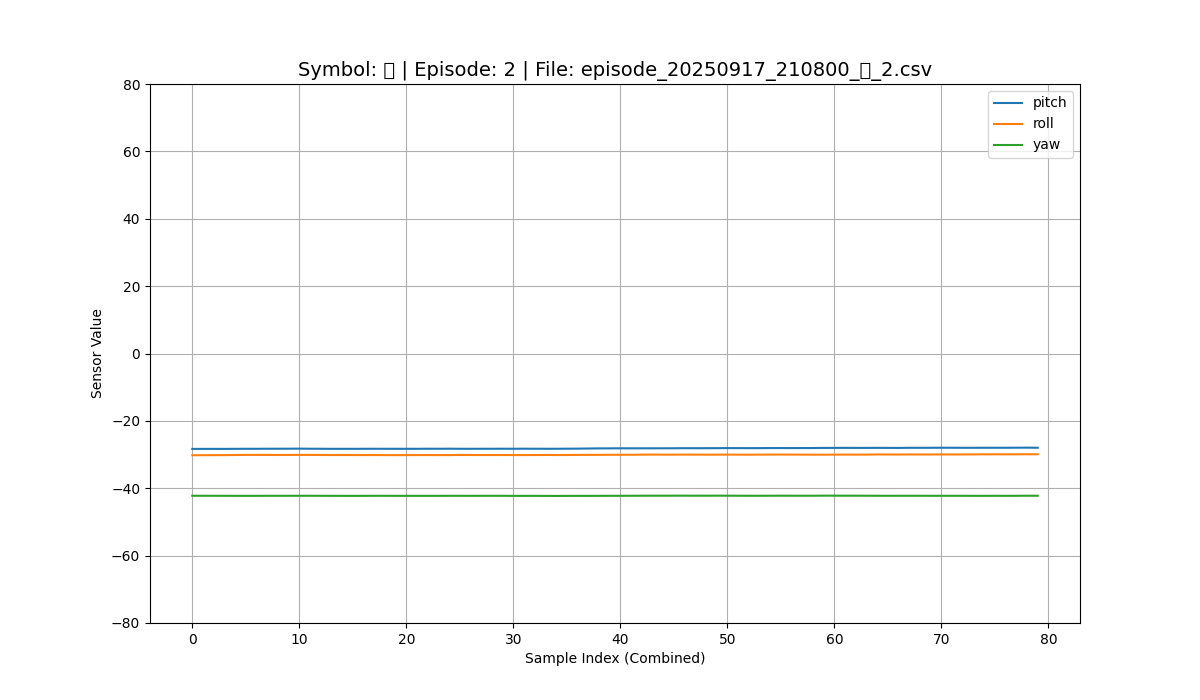 Symbol: | Episode: 2 | File: episode_20250917_210800_ _2.csv
80
60
40
20
0
−20
−40
−60
−80
Sensor Value
0 10 20 30 40 50 60 70 80
Sample Index (Combined)
pitch
roll
yaw